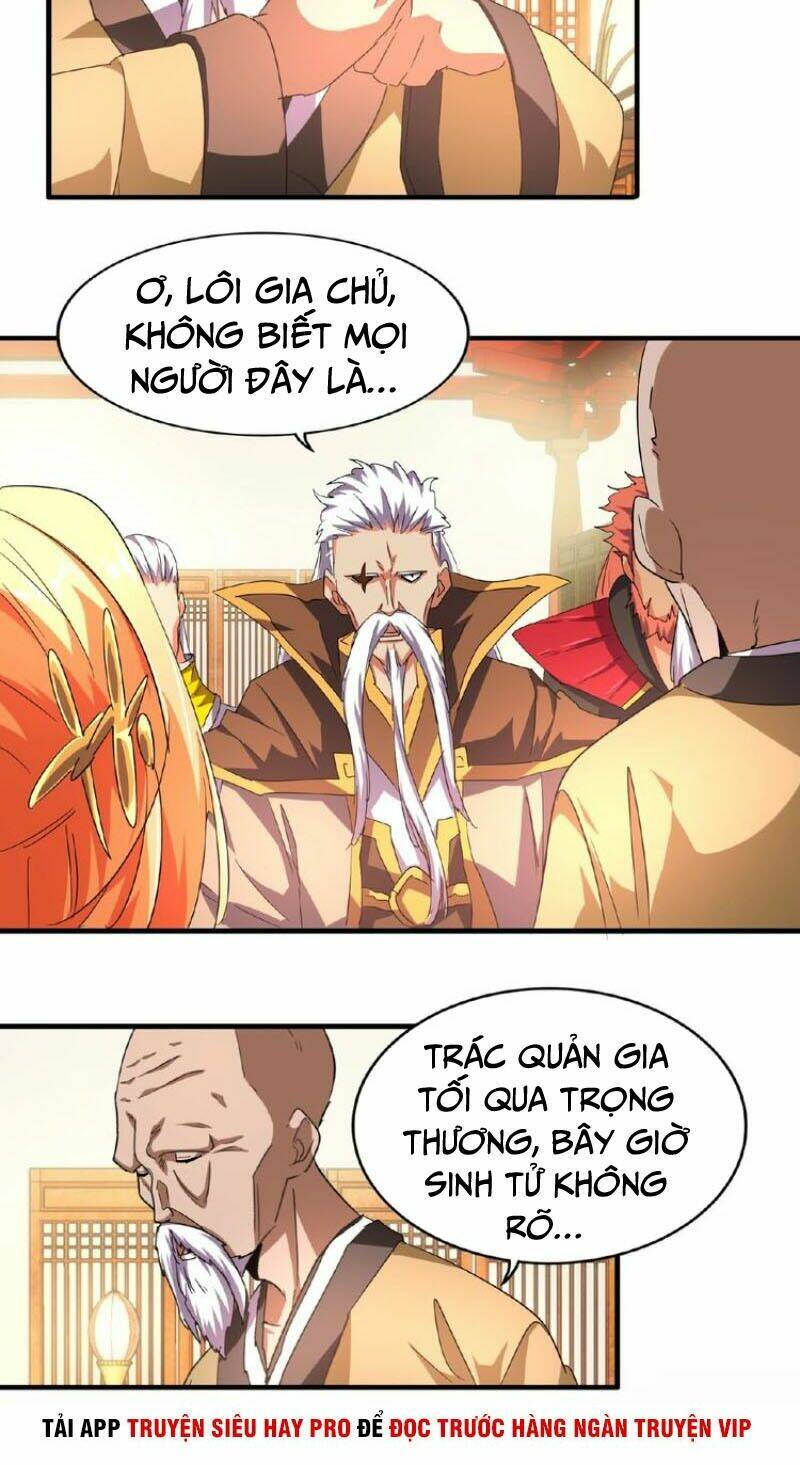 Ơ, LÔI GIA CHỦ,
KHÔNG BIẾT MỌI
NGƯỜI ĐÂY LÀ...
TRÁC QUẢN GIA
TỐI QUA TRỌNG
THƯƠNG, BÂY GIỜ
SINH TỬ KHÔNG
RÕ...
TẢI APP TRUYỆN SIÊU HAY PRO ĐỂ ĐỌC TRƯỚC HÀNG NGÀN TRUYỆN VIP